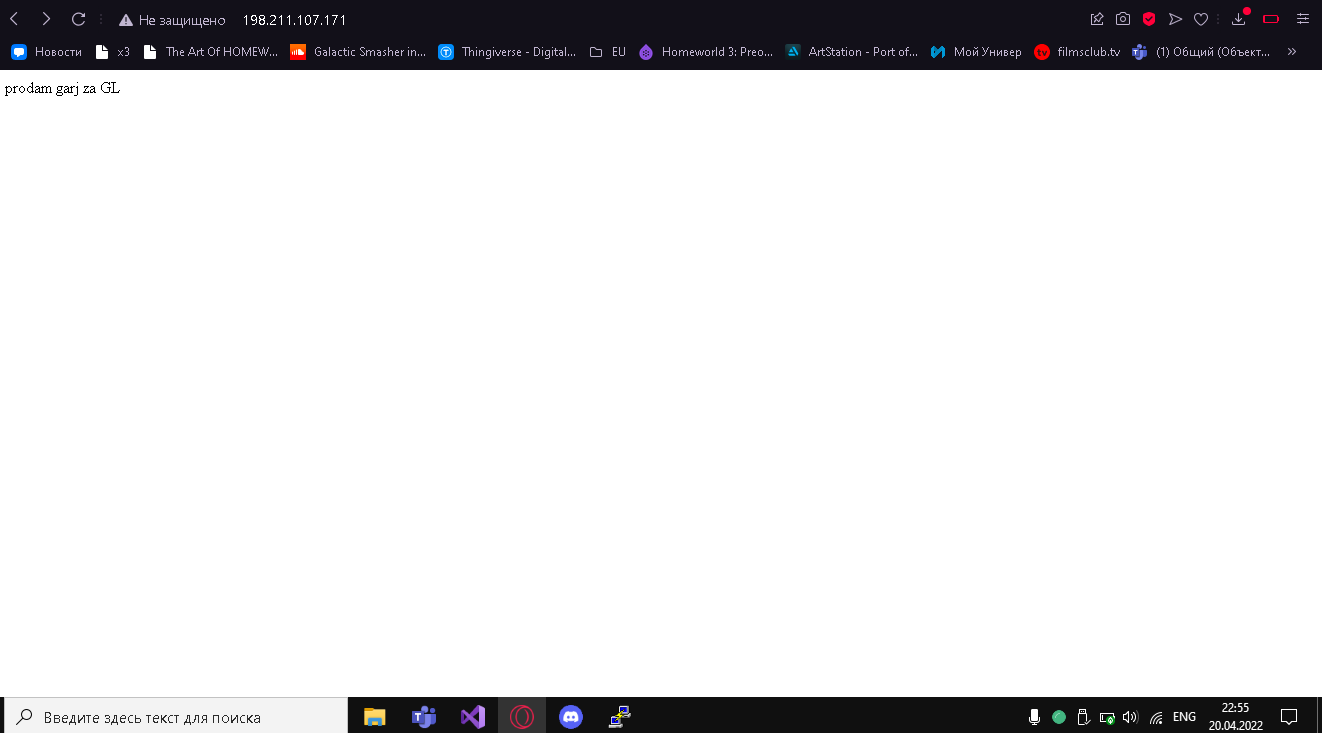 Не защищено 198.211.107.171
Новости x3 The Art Of HOMEW... Galactic Smasher in... Thingiverse - Digital... EU Homeworld 3: Preo... ArtStation - Port of... Мой Универ tv filmsclub.tv (1) Общий (Объект... »
prodam garj za GL
Введите здесь текст для поиска ENG 22:55
20.04.2022